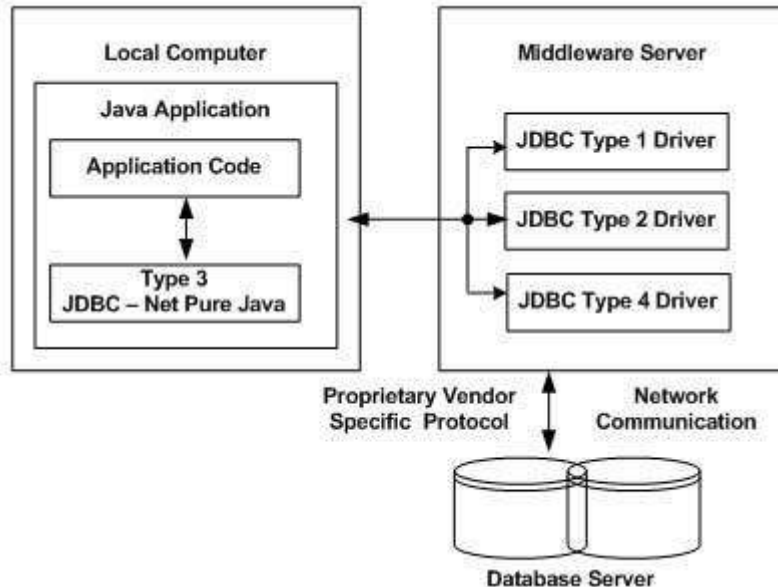 Local Computer
Java Application
Application Code
Type 3
JDBC – Net Pure Java
Middleware Server
JDBC Type 1 Driver
JDBC Type 2 Driver
JDBC Type 4 Driver
Proprietary Vendor
Specific Protocol
Network
Communication
Database Server